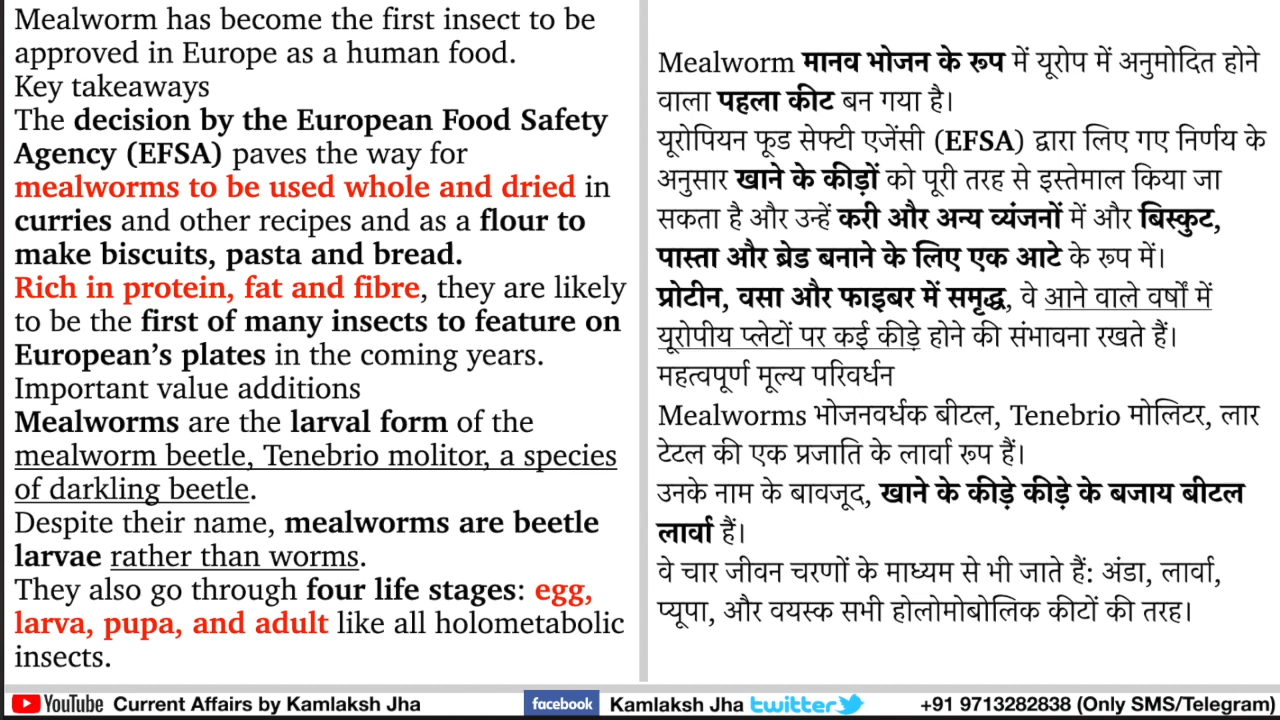 Mealworm has become the first insect to be
approved in Europe as a human food.
Key takeaways
The decision by the European Food Safety
Agency (EFSA) paves the way for
mealworms to be used whole and dried in
curries and other recipes and as a flour to
make biscuits, pasta and bread.
Rich in protein, fat and fibre, they are likely
to be the first of many insects to feature on
European’s plates in the coming years.
Important value additions
Mealworms are the larval form of the
mealworm beetle, Tenebrio molitor, a species
of darkling beetle.
Despite their name, mealworms are beetle
larvae rather than worms.
They also go through four life stages: egg,
larva, pupa, and adult like all holometabolic
insects.
Mealworm मानव भोजन के रूप में यूरोप में अनुमोदित होने
वाला पहला कीट बन गया है।
यूरोपियन फूड सेफ्टी एजेंसी (EFSA) द्वारा लिए गए निर्णय के
अनुसार खाने के कीड़ों को पूरी तरह से इस्तेमाल किया जा
सकता है और उन्हें करी और अन्य व्यंजनों में और बिस्कुट,
पास्ता और ब्रेड बनाने के लिए एक आटे के रूप में।
प्रोटीन, वसा और फाइबर में समृद्ध, वे आने वाले वर्षों में
यूरोपीय प्लेटों पर कई कीड़े होने की संभावना रखते हैं।
महत्वपूर्ण मूल्य परिवर्धन
Mealworms भोजनवर्धक बीटल, Tenebrio मोलिटर, लार
टेटल की एक प्रजाति के लार्वा रूप हैं।
उनके नाम के बावजूद, खाने के कीड़े कीड़े के बजाय बीटल
लार्वा हैं।
वे चार जीवन चरणों के माध्यम से भी जाते हैं: अंडा, लार्वा,
प्यूपा, और वयस्क सभी होलोमोबोलिक कीटों की तरह।
YouTube Current Affairs by Kamlaksh Jha facebook Kamlaksh Jha twitter +91 9713282838 (Only SMS/Telegram)